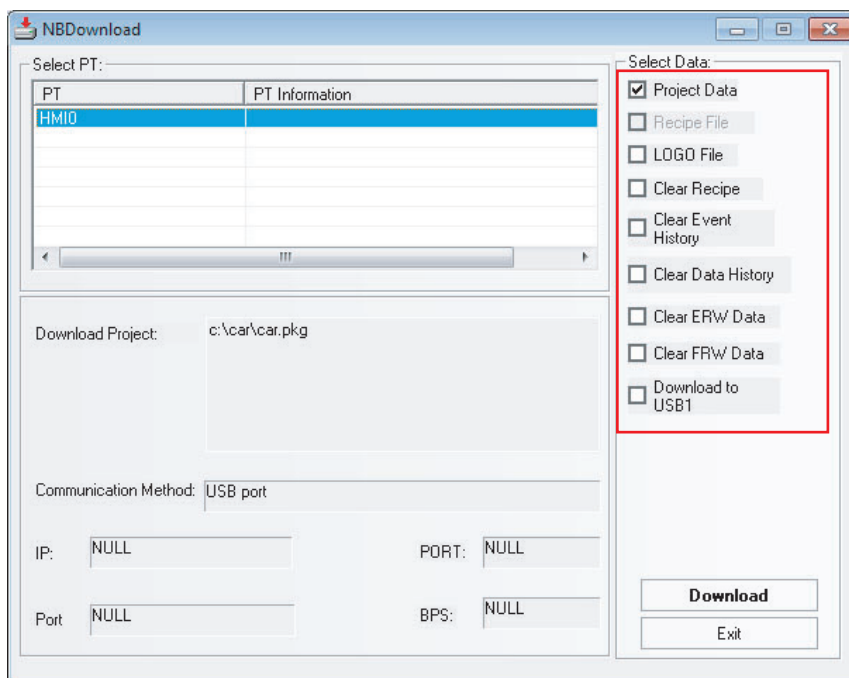 NBDownload
Select PT:
PT PT Information
HMI0
Download Project: c:\car\car.pkg
Communication Method: USB port
IP: NULL PORT: NULL
Port NULL BPS: NULL
Select Data:
Project Data
Recipe File
LOGO File
Clear Recipe
Clear Event
History
Clear Data History
Clear ERW Data
Clear FRW Data
Download to
USB1
Download
Exit